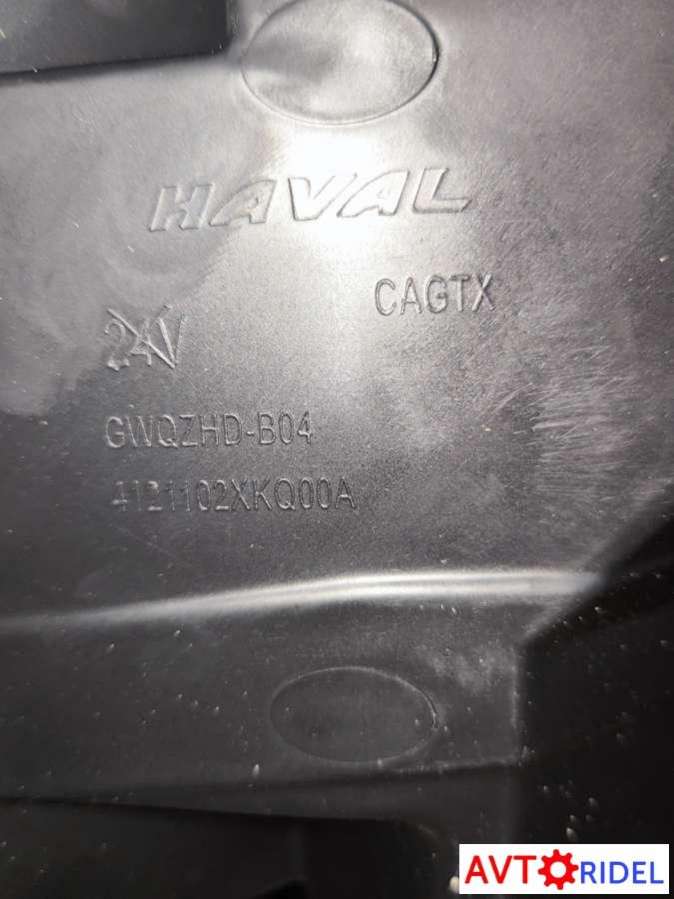 HAVAL
CAGTX
24V
GWQZHD-B04
4121102XKQ00A
AVTORIDEL